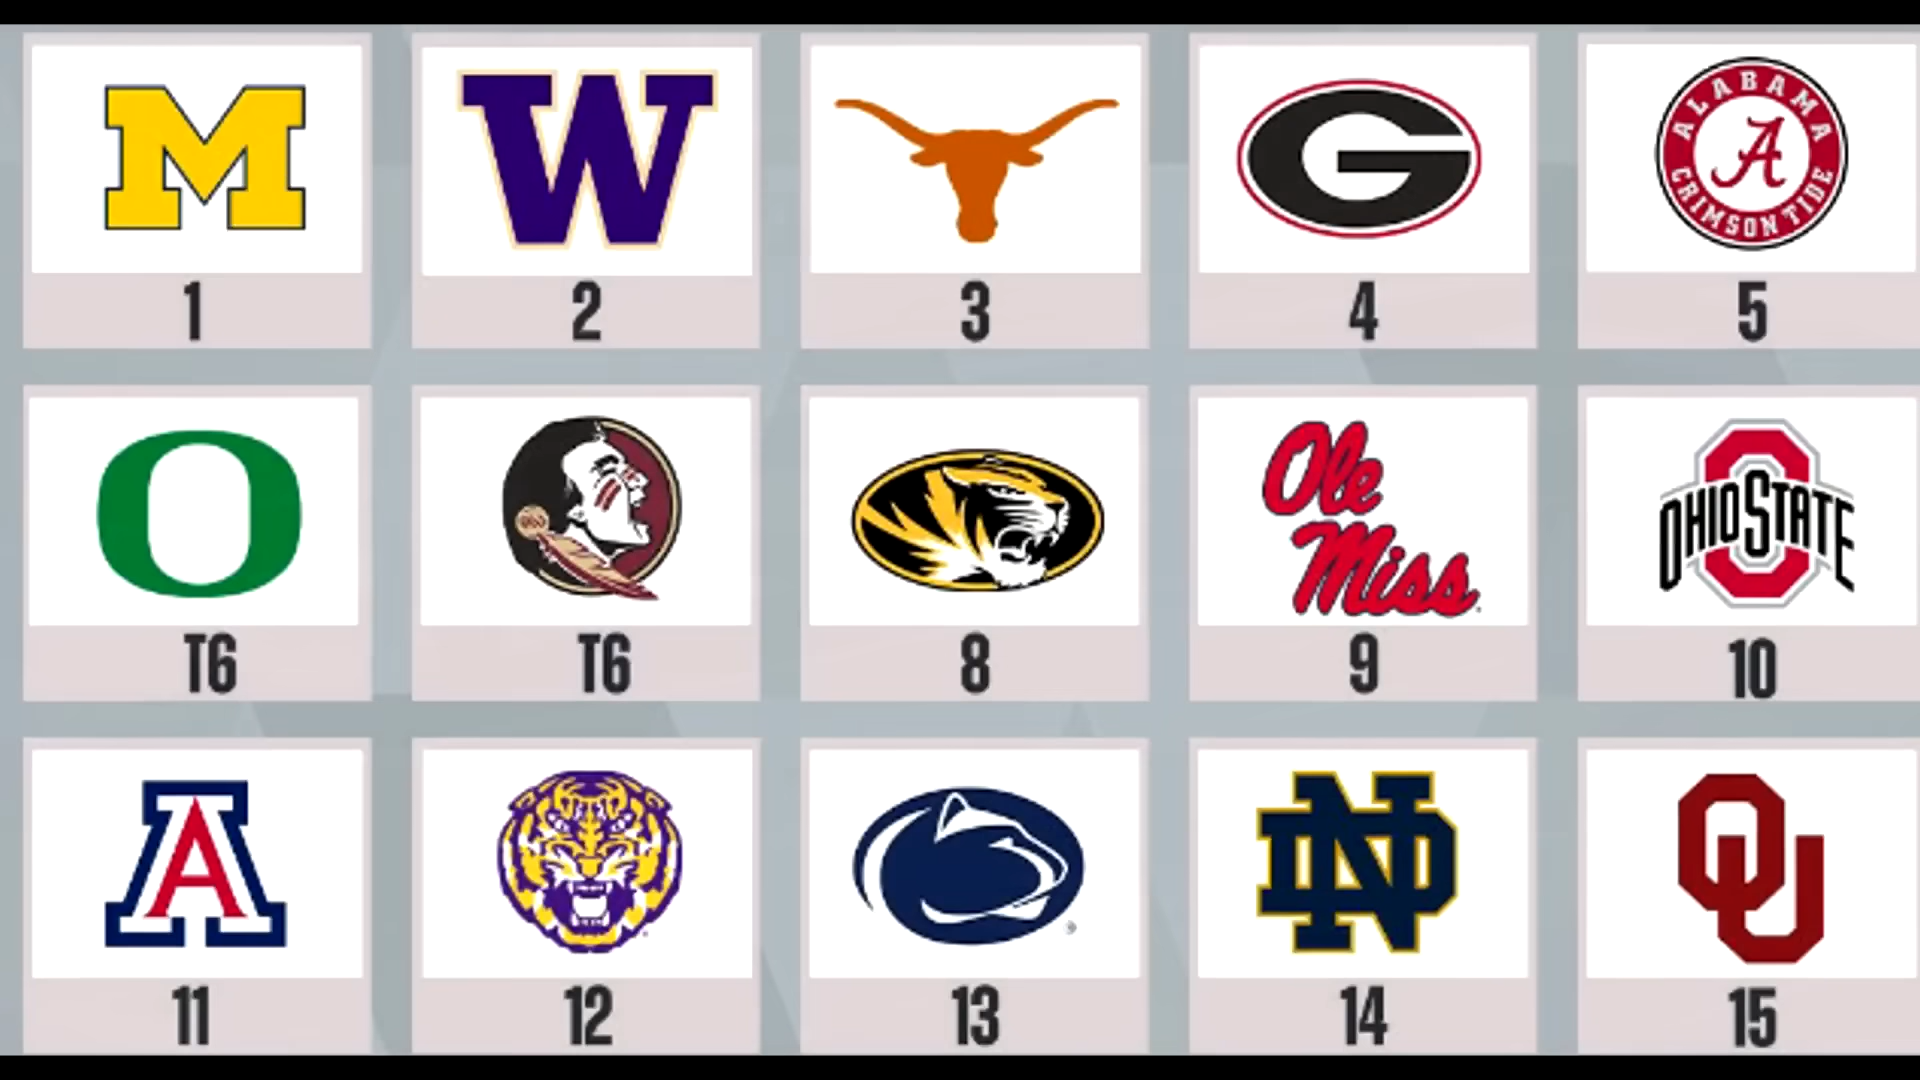 M
W
G
ALABAMA
A
CRIMSON TIDE
1
2
3
4
5
O
Ole
Miss
OHIO STATE
T6
T6
8
9
10
A
ND
OU
11
12
13
14
15